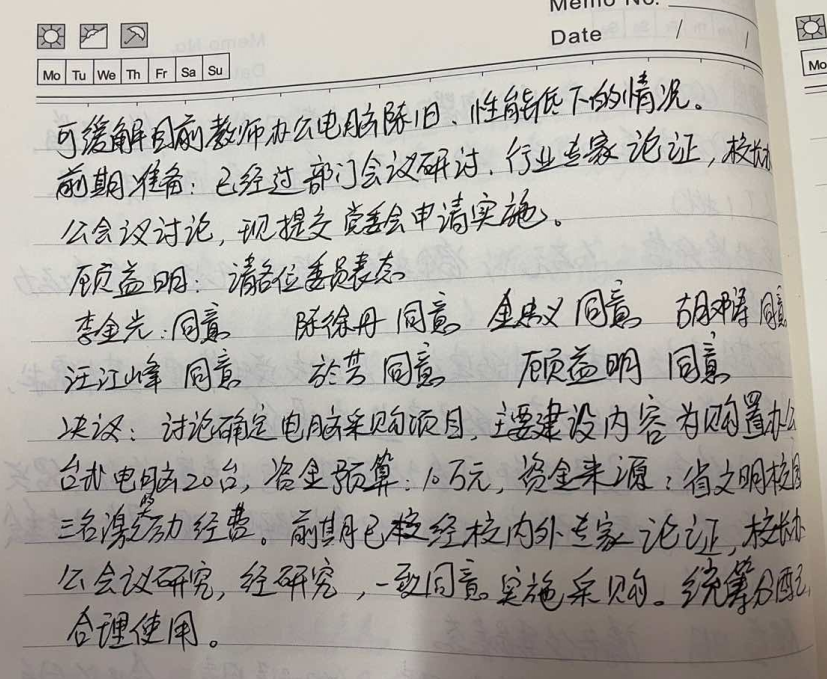 Memo No.
Date / /
Mo Tu We Th Fr Sa Su
Mo
可缓解目前教师办公电脑陈旧、性能低下的情况。
前期准备：已经过部门会议研讨、行业专家论证，校长办
公会议讨论，现提交党委会申请实施。
顾益明：请各位委员表态
李金光：同意 陈徐丹 同意 金忠义 同意 胡邓 同意
汪江峰 同意 於芳 同意 顾益明 同意
决议：讨论确定电脑采购项目，主要建设内容为购置办公
台式电脑20台，资金预算：10万元，资金来源：省文明校园
三名激励经费。前期已经校内外专家论证，校长办
公会议研究，经研究，一致同意实施采购。统筹分配，
合理使用。